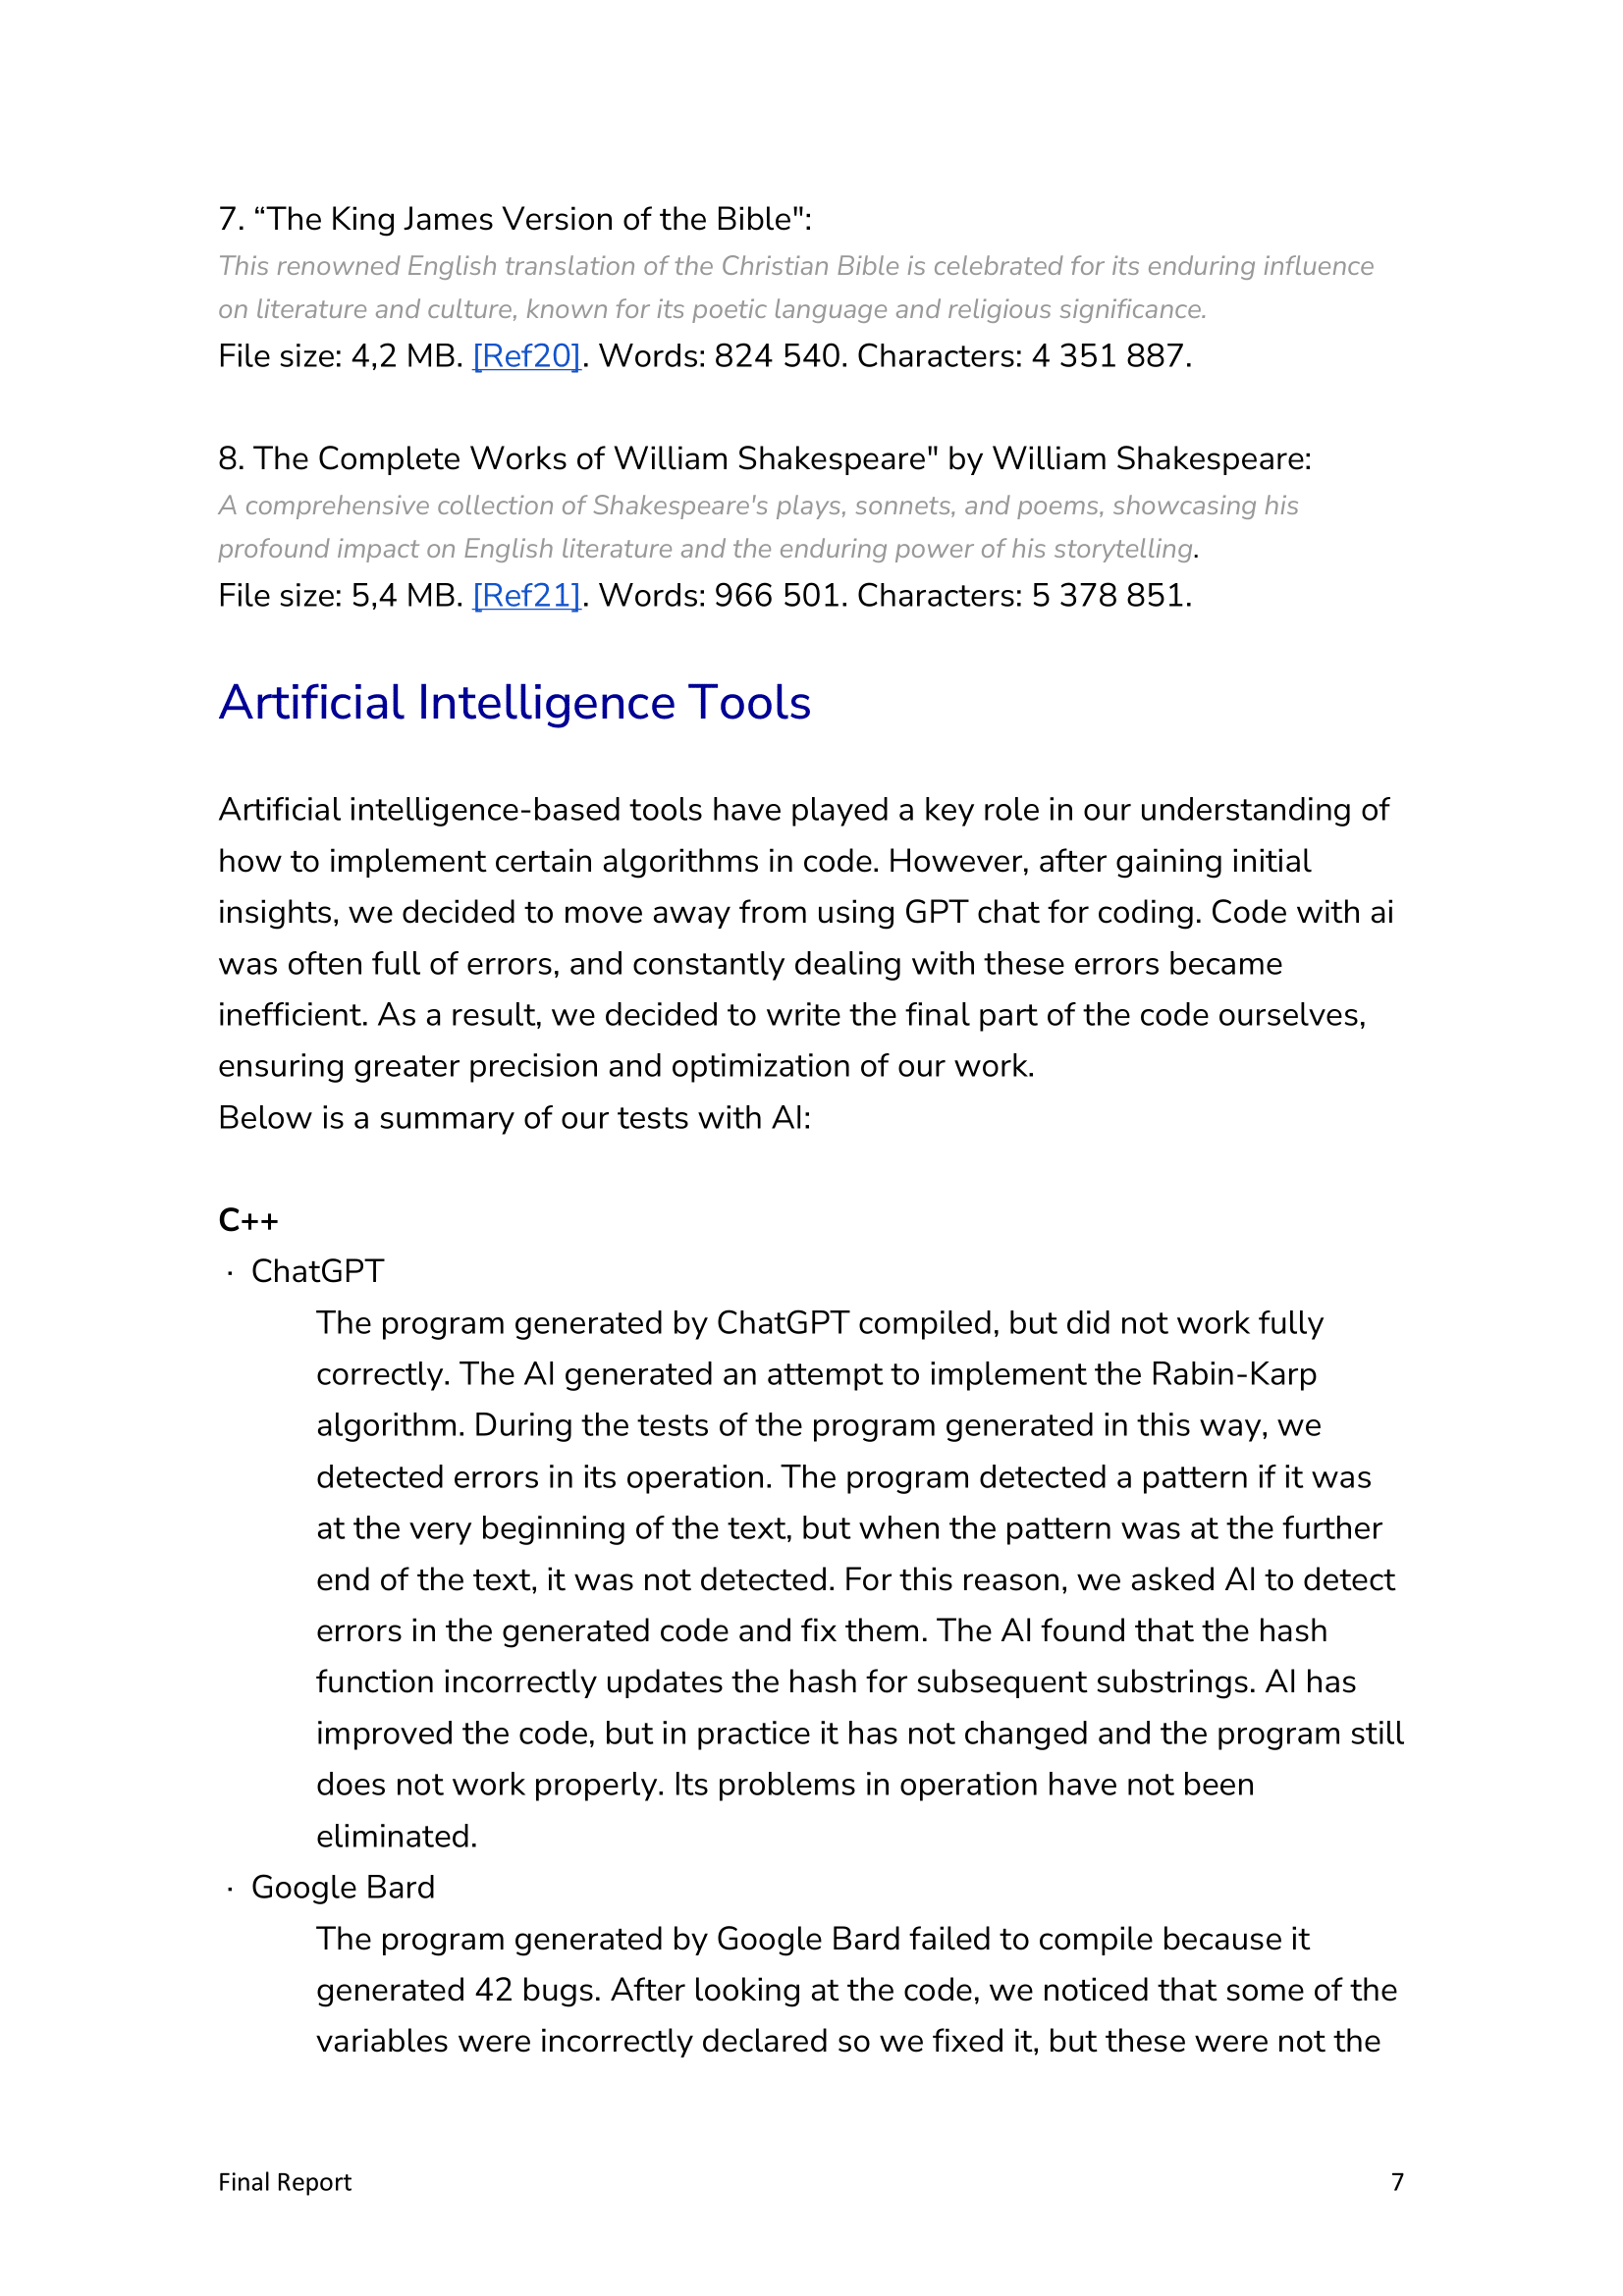 7. “The King James Version of the Bible":
This renowned English translation of the Christian Bible is celebrated for its enduring influence
on literature and culture, known for its poetic language and religious significance.
File size: 4,2 MB. [Ref20]. Words: 824 540. Characters: 4 351 887.
8. The Complete Works of William Shakespeare" by William Shakespeare:
A comprehensive collection of Shakespeare's plays, sonnets, and poems, showcasing his
profound impact on English literature and the enduring power of his storytelling.
File size: 5,4 MB. [Ref21]. Words: 966 501. Characters: 5 378 851.
Artificial Intelligence Tools
Artificial intelligence-based tools have played a key role in our understanding of
how to implement certain algorithms in code. However, after gaining initial
insights, we decided to move away from using GPT chat for coding. Code with ai
was often full of errors, and constantly dealing with these errors became
inefficient. As a result, we decided to write the final part of the code ourselves,
ensuring greater precision and optimization of our work.
Below is a summary of our tests with AI:
C++
· ChatGPT
The program generated by ChatGPT compiled, but did not work fully
correctly. The AI generated an attempt to implement the Rabin-Karp
algorithm. During the tests of the program generated in this way, we
detected errors in its operation. The program detected a pattern if it was
at the very beginning of the text, but when the pattern was at the further
end of the text, it was not detected. For this reason, we asked AI to detect
errors in the generated code and fix them. The AI found that the hash
function incorrectly updates the hash for subsequent substrings. AI has
improved the code, but in practice it has not changed and the program still
does not work properly. Its problems in operation have not been
eliminated.
· Google Bard
The program generated by Google Bard failed to compile because it
generated 42 bugs. After looking at the code, we noticed that some of the
variables were incorrectly declared so we fixed it, but these were not the
Final Report 7